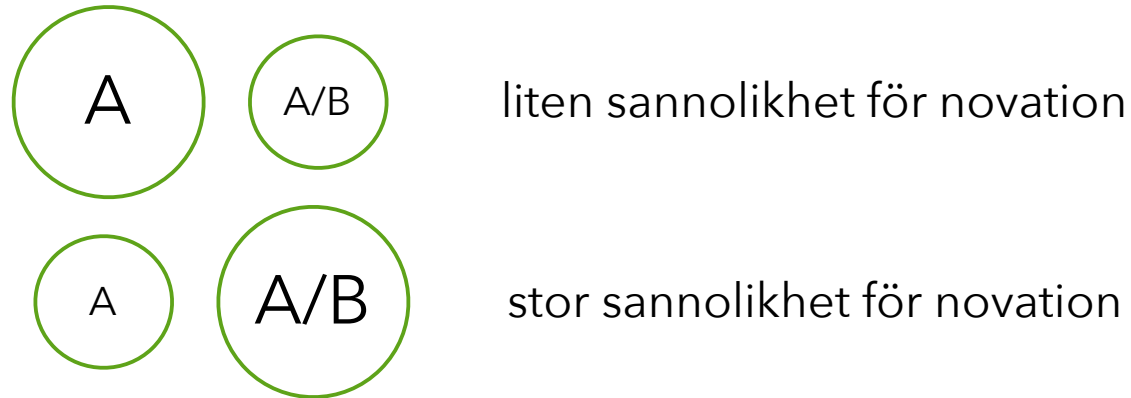 A A/B liten sannolikhet för novation
A A/B stor sannolikhet för novation